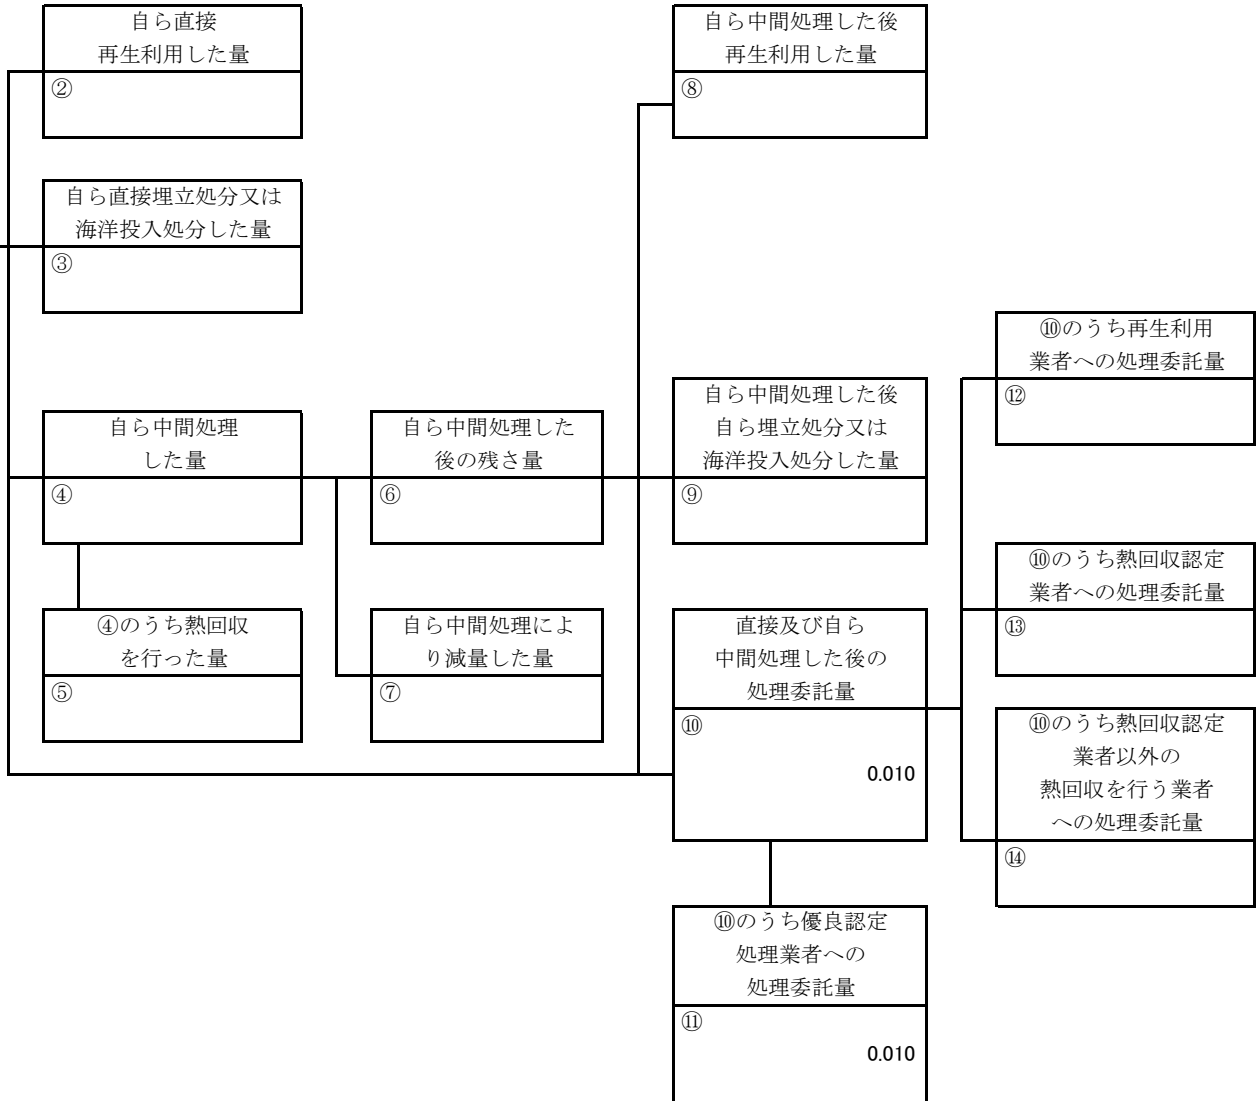 自ら直接
再生利用した量
②
自ら中間処理した後
再生利用した量
⑧
自ら直接埋立処分又は
海洋投入処分した量
③
⑩のうち再生利用
業者への処理委託量
⑫
自ら中間処理
した量
④
自ら中間処理した
後の残さ量
⑥
自ら中間処理した後
自ら埋立処分又は
海洋投入処分した量
⑨
⑩のうち熱回収認定
業者への処理委託量
⑬
④のうち熱回収
を行った量
⑤
自ら中間処理によ
り減量した量
⑦
直接及び自ら
中間処理した後の
処理委託量
⑩
0.010
⑩のうち熱回収認定
業者以外の
熱回収を行う業者
への処理委託量
⑭
⑩のうち優良認定
処理業者への
処理委託量
⑪
0.010